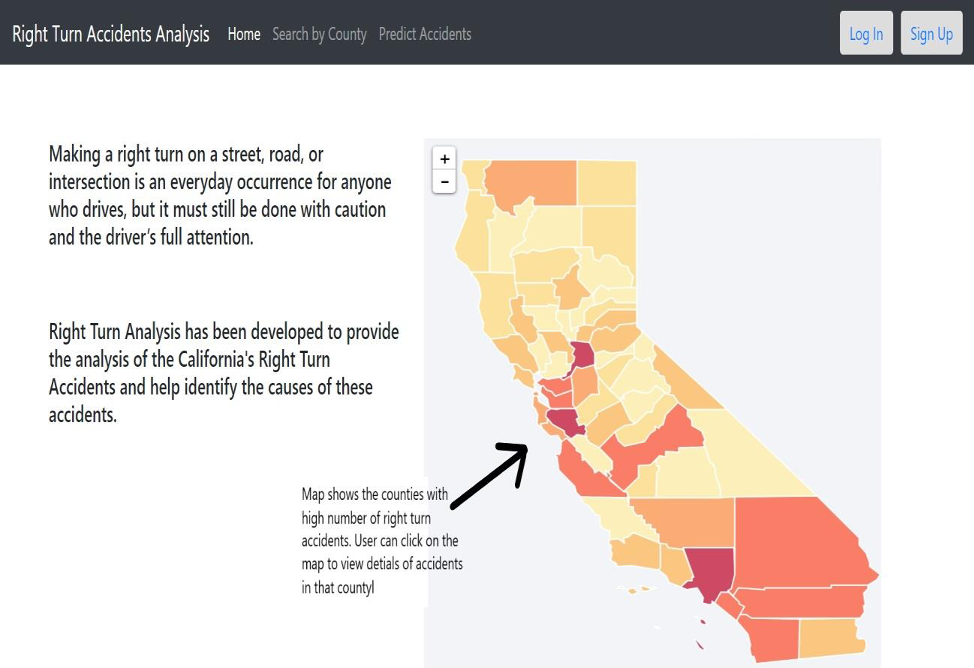 Right Turn Accidents Analysis Home Search by County Predict Accidents Log In Sign Up
Making a right turn on a street, road, or
intersection is an everyday occurrence for anyone
who drives, but it must still be done with caution
and the driver's full attention.
+
-
Right Turn Analysis has been developed to provide
the analysis of the California's Right Turn
Accidents and help identify the causes of these
accidents.
Map shows the counties with
high number of right turn
accidents. User can click on the
map to view detials of accidents
in that countyl